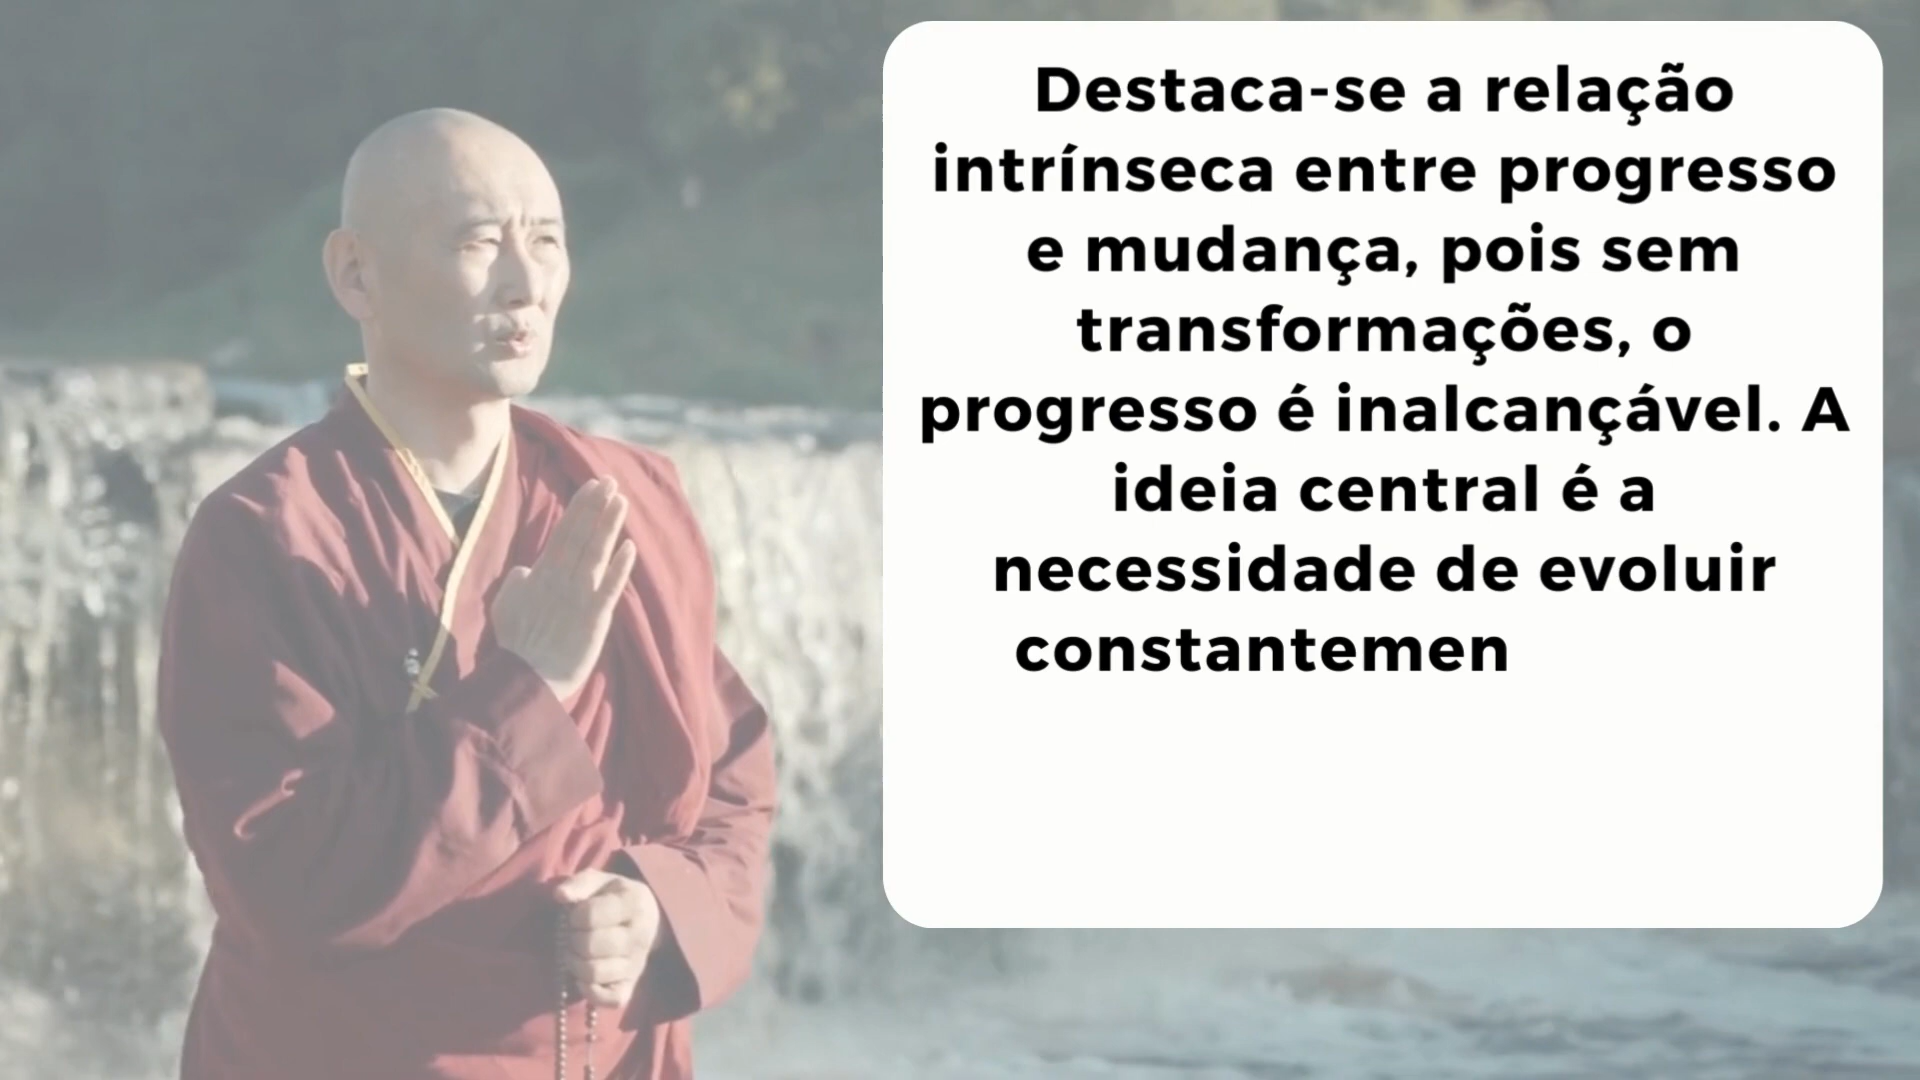 Destaca-se a relação
intrínseca entre progresso
e mudança, pois sem
transformações, o
progresso é inalcançável. A
ideia central é a
necessidade de evoluir
constantemen